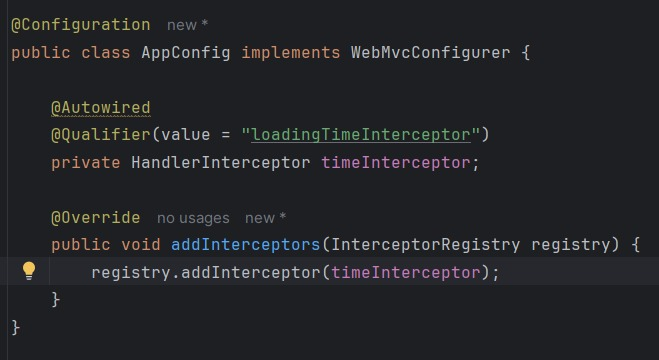 @Configuration new *
public class AppConfig implements WebMvcConfigurer {
@Autowired
@Qualifier(value = "loadingTimeInterceptor")
private HandlerInterceptor timeInterceptor;
@Override no usages new *
public void addInterceptors(InterceptorRegistry registry) {
registry.addInterceptor(timeInterceptor);
}
}